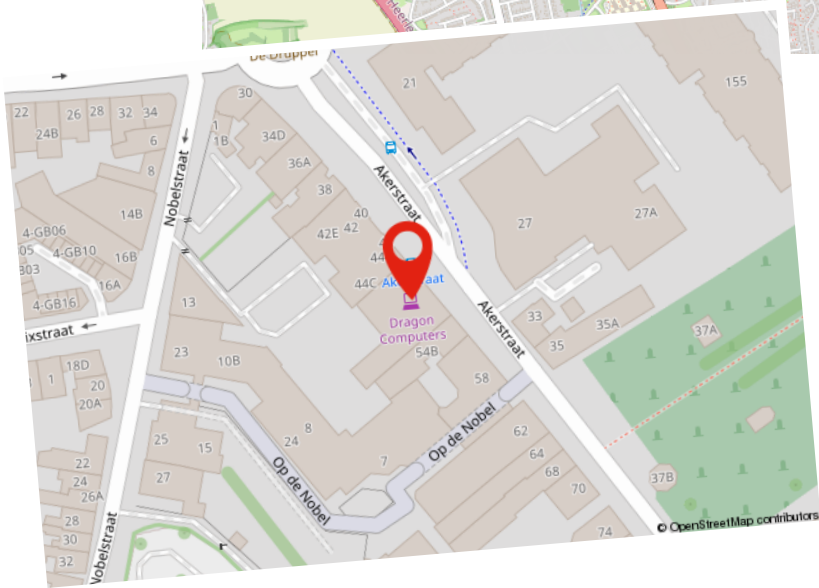 Heerle
De Druppel
21
155
22
24B
26
28
32
34
6
8
30
1
1B
34D
36A
38
40
42E
42
44C
Akerstraat
Nobelstraat
14B
16B
16A
4-GB06
4-GB10
4-GB16
27
27A
Akerstraat
Dragon
Computers
54B
58
Akerstraat
33
35
35A
37A
13
23
10B
1
18D
20
20A
25
15
27
24
8
7
Op de Nobel
Op de Nobel
62
64
68
70
74
37B
22
24
26A
28
30
32
Nobelstraat
© OpenStreetMap contributors